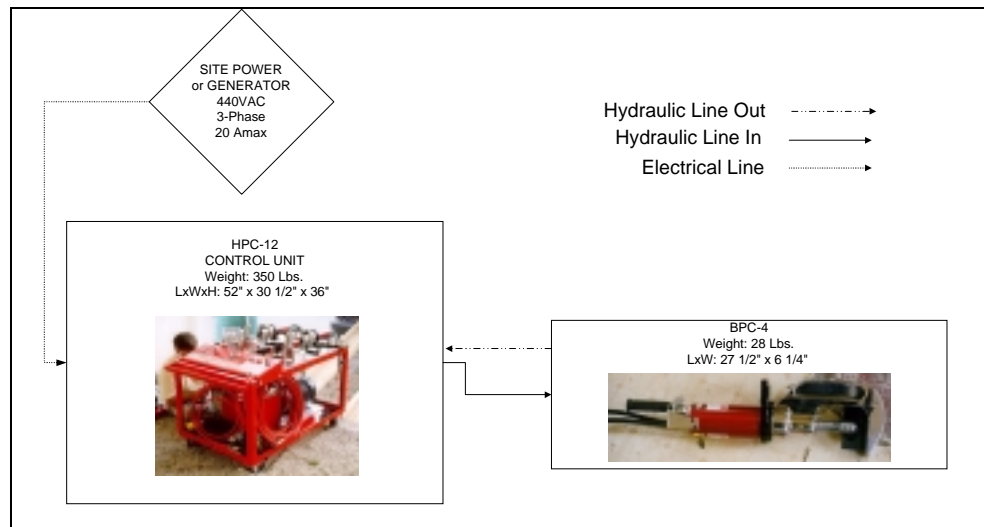 SITE POWER
or GENERATOR
440VAC
3-Phase
20 Amax
Hydraulic Line Out
Hydraulic Line In
Electrical Line
HPC-12
CONTROL UNIT
Weight: 350 Lbs.
LxWxH: 52" x 30 1/2" x 36"
BPC-4
Weight: 28 Lbs.
LxW: 27 1/2" x 6 1/4"